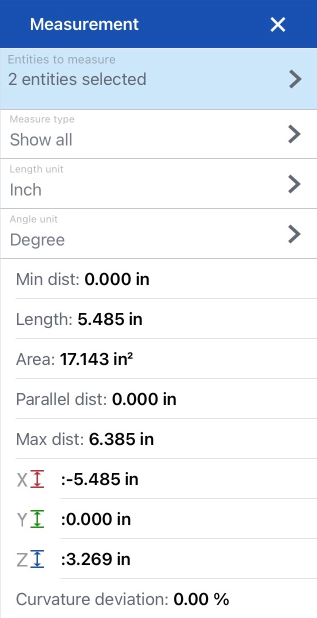 Measurement
Entities to measure
2 entities selected
Measure type
Show all
Length unit
Inch
Angle unit
Degree
Min dist: 0.000 in
Length: 5.485 in
Area: 17.143 in²
Parallel dist: 0.000 in
Max dist: 6.385 in
X :-5.485 in
Y :0.000 in
Z :3.269 in
Curvature deviation: 0.00 %